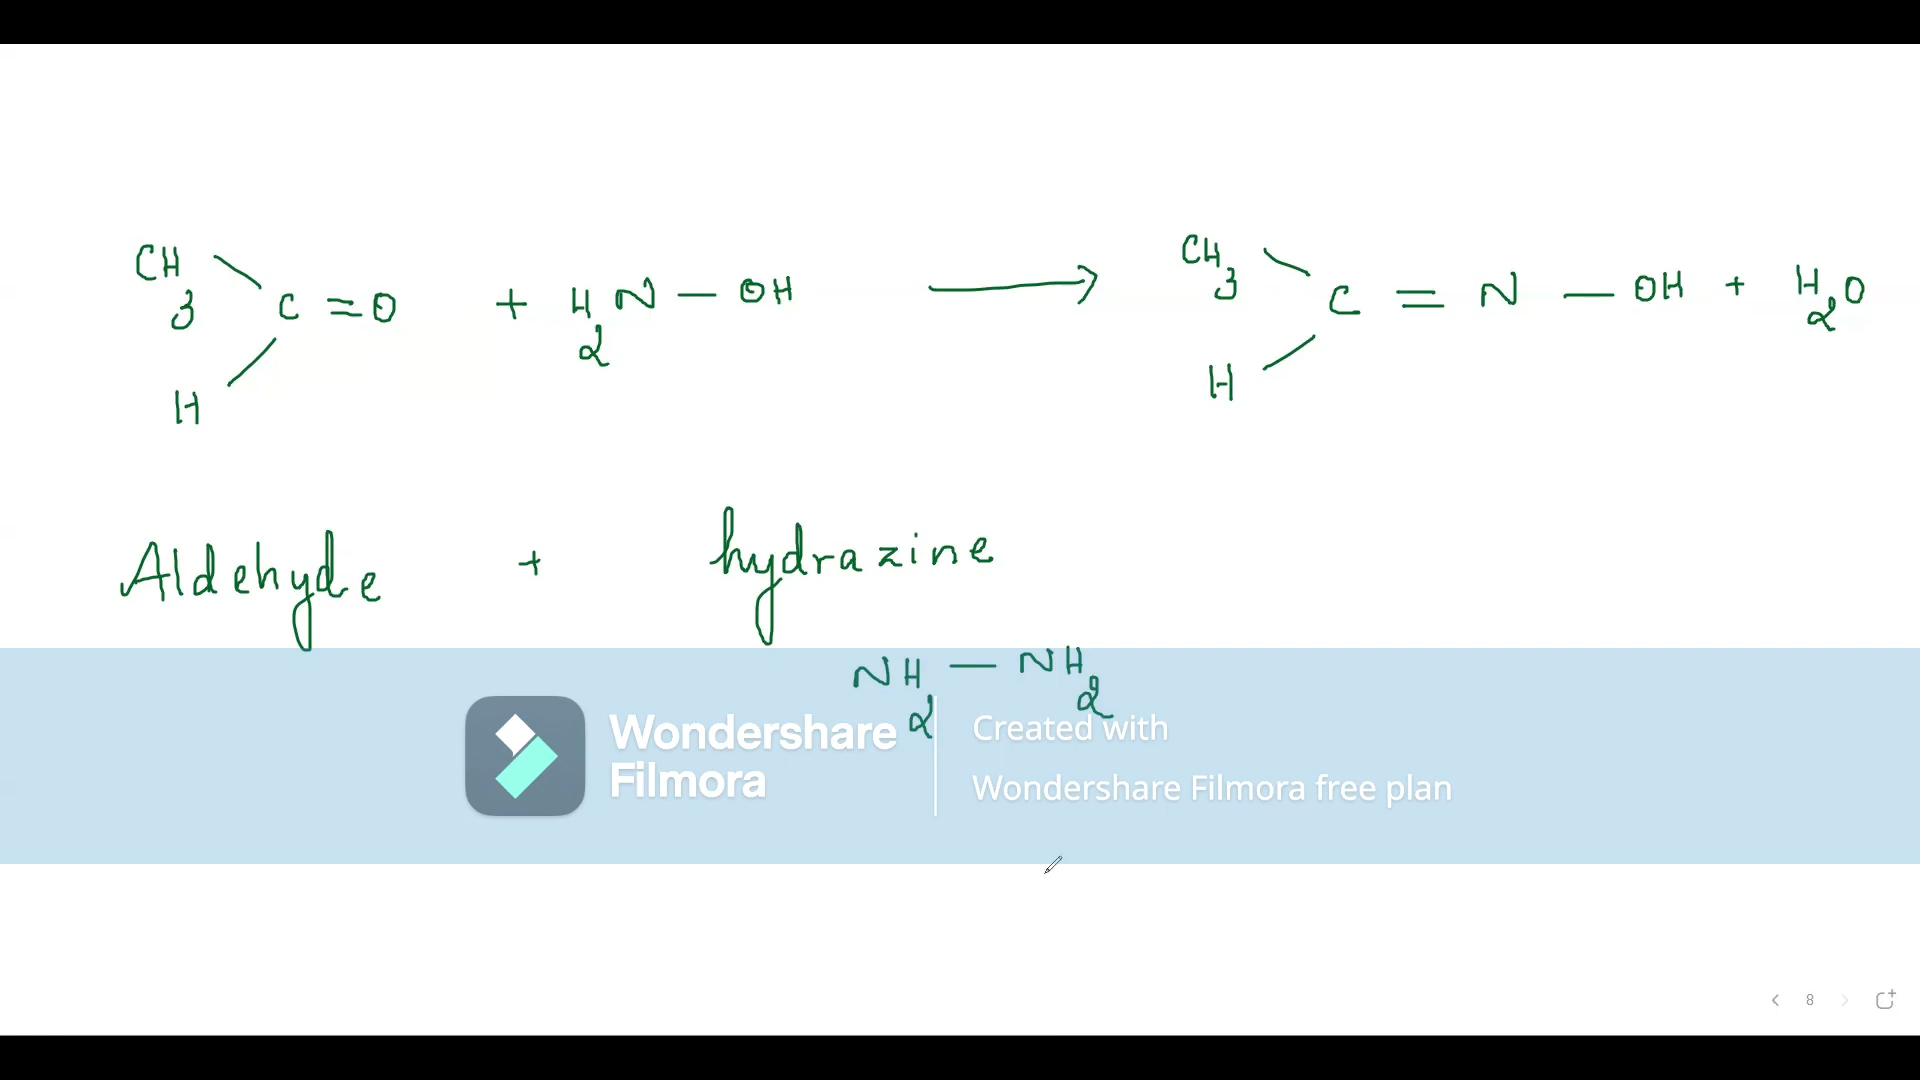 CH3 \ C = O + H2N — OH → CH3 \ C = N — OH + H2O
H / H /
Aldehyde + hydrazine
NH2 — NH2
Wondershare Filmora
Created with
Wondershare Filmora free plan
< 8 >